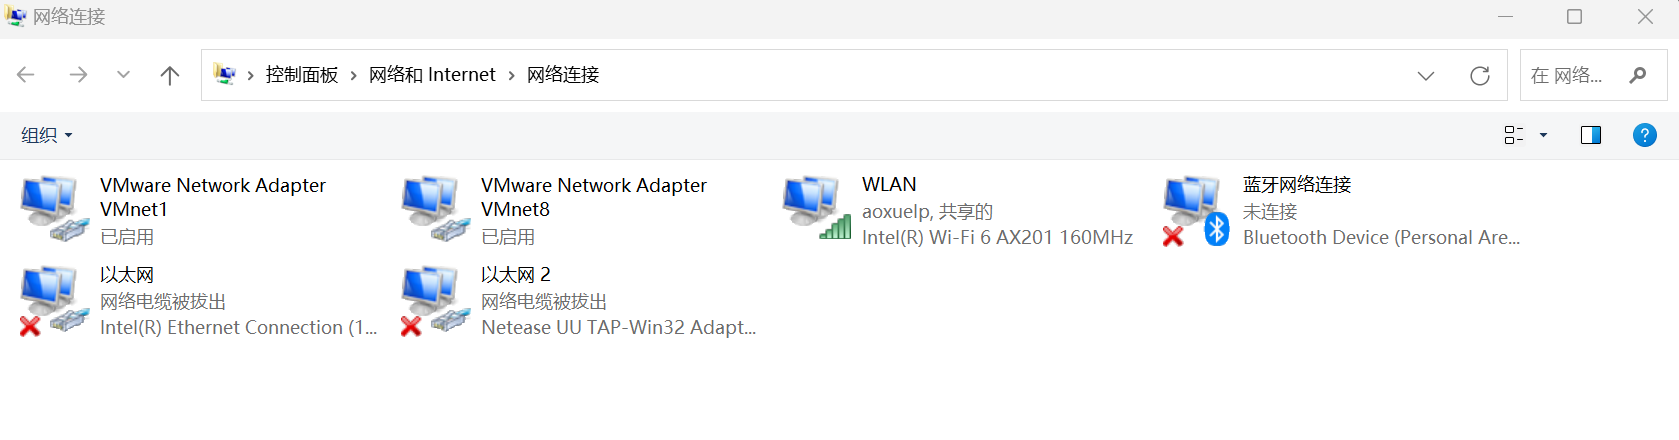 网络连接
控制面板 网络和 Internet 网络连接
在 网络...
组织
VMware Network Adapter
VMnet1
已启用
VMware Network Adapter
VMnet8
已启用
WLAN
aoxuelp, 共享的
Intel(R) Wi-Fi 6 AX201 160MHz
蓝牙网络连接
未连接
Bluetooth Device (Personal Are...
以太网
网络电缆被拔出
Intel(R) Ethernet Connection (1...
以太网 2
网络电缆被拔出
Netease UU TAP-Win32 Adapt...